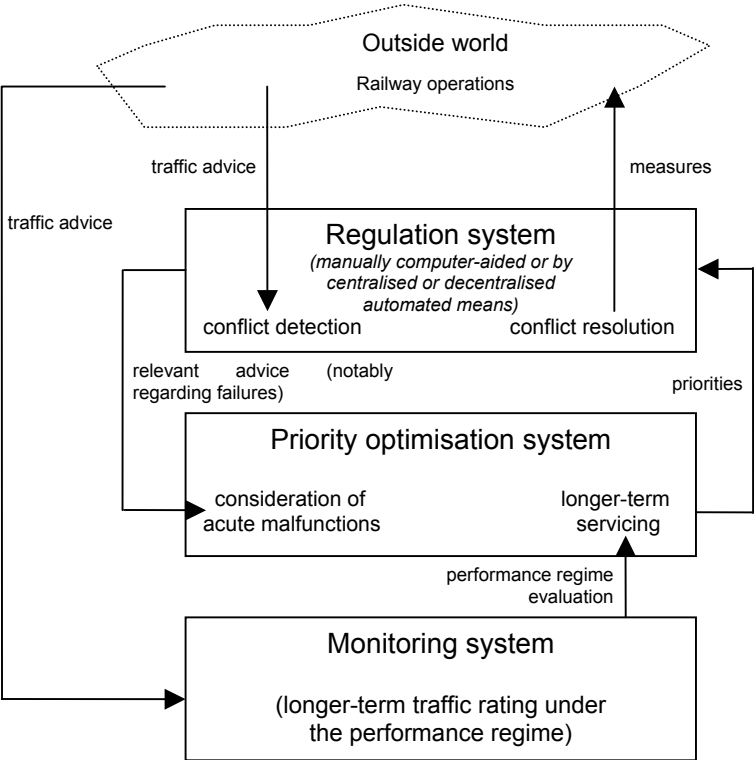 Outside world
Railway operations
traffic advice
measures
traffic advice
Regulation system
(manually computer-aided or by
centralised or decentralised
automated means)
conflict detection
conflict resolution
relevant advice (notably
regarding failures)
priorities
Priority optimisation system
consideration of
acute malfunctions
longer-term
servicing
performance regime
evaluation
Monitoring system
(longer-term traffic rating under
the performance regime)